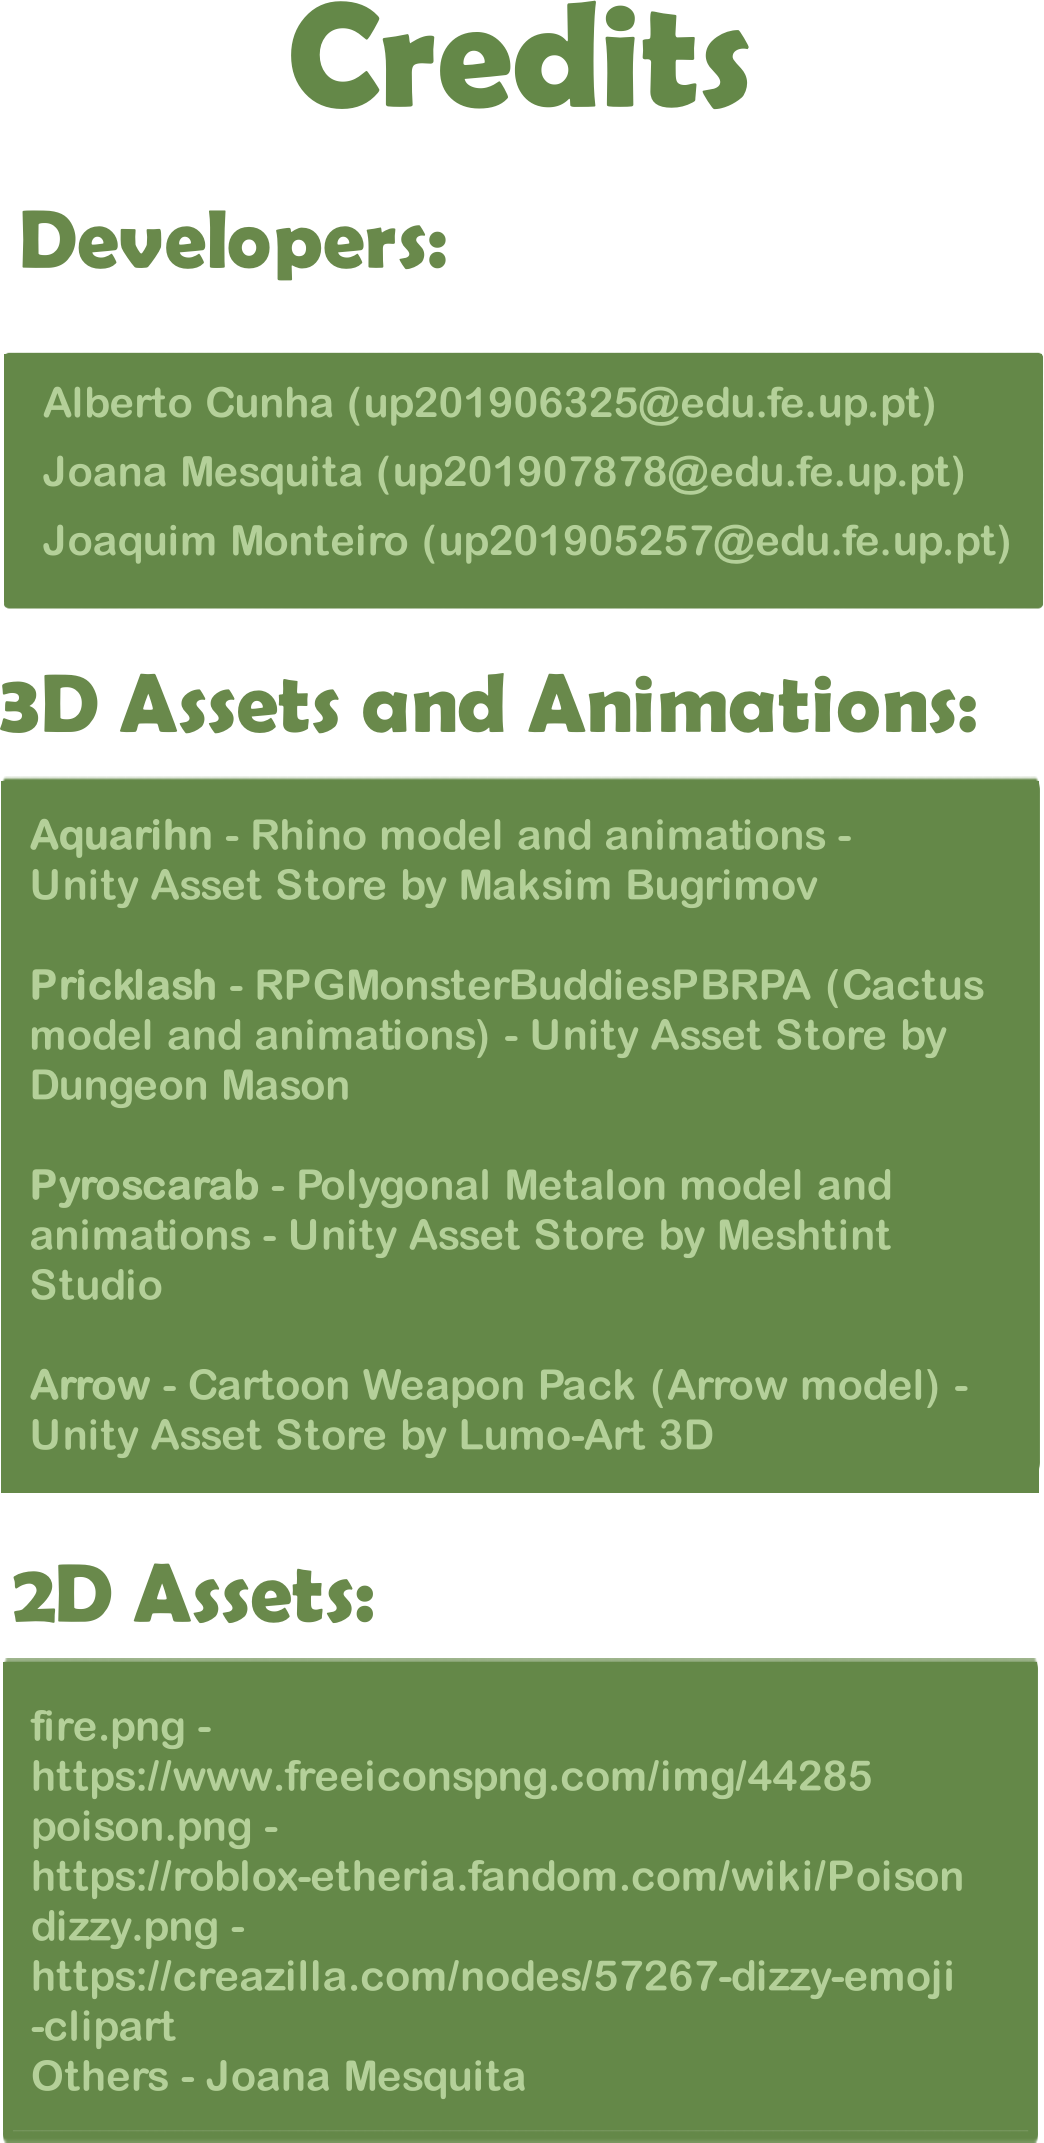 Credits
Developers:
Alberto Cunha (up201906325@edu.fe.up.pt)
Joana Mesquita (up201907878@edu.fe.up.pt)
Joaquim Monteiro (up201905257@edu.fe.up.pt)
3D Assets and Animations:
Aquarihn - Rhino model and animations -
Unity Asset Store by Maksim Bugrimov
Pricklash - RPGMonsterBuddiesPBRPA (Cactus
model and animations) - Unity Asset Store by
Dungeon Mason
Pyroscarab - Polygonal Metalon model and
animations - Unity Asset Store by Meshtint
Studio
Arrow - Cartoon Weapon Pack (Arrow model) -
Unity Asset Store by Lumo-Art 3D
2D Assets:
fire.png -
https://www.freeiconspng.com/img/44285
poison.png -
https://roblox-etheria.fandom.com/wiki/Poison
dizzy.png -
https://creazilla.com/nodes/57267-dizzy-emoji
-clipart
Others - Joana Mesquita